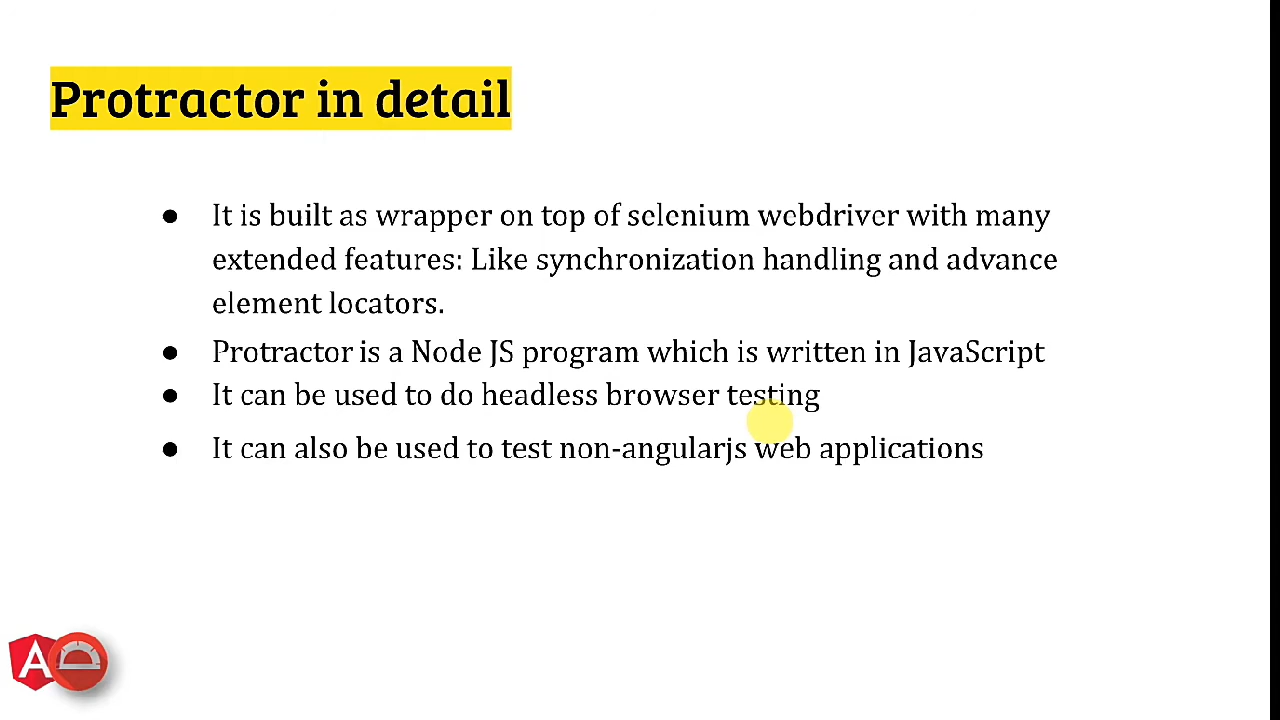 Protractor in detail
● It is built as wrapper on top of selenium webdriver with many
extended features: Like synchronization handling and advance
element locators.
● Protractor is a Node JS program which is written in JavaScript
● It can be used to do headless browser testing
● It can also be used to test non-angularjs web applications
A